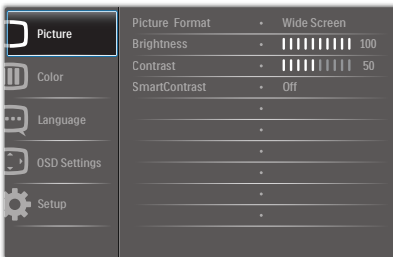 Picture
Color
Language
OSD Settings
Setup
Picture Format • Wide Screen
Brightness • 100
Contrast • 50
SmartContrast • Off
•
•
•
•
•
•